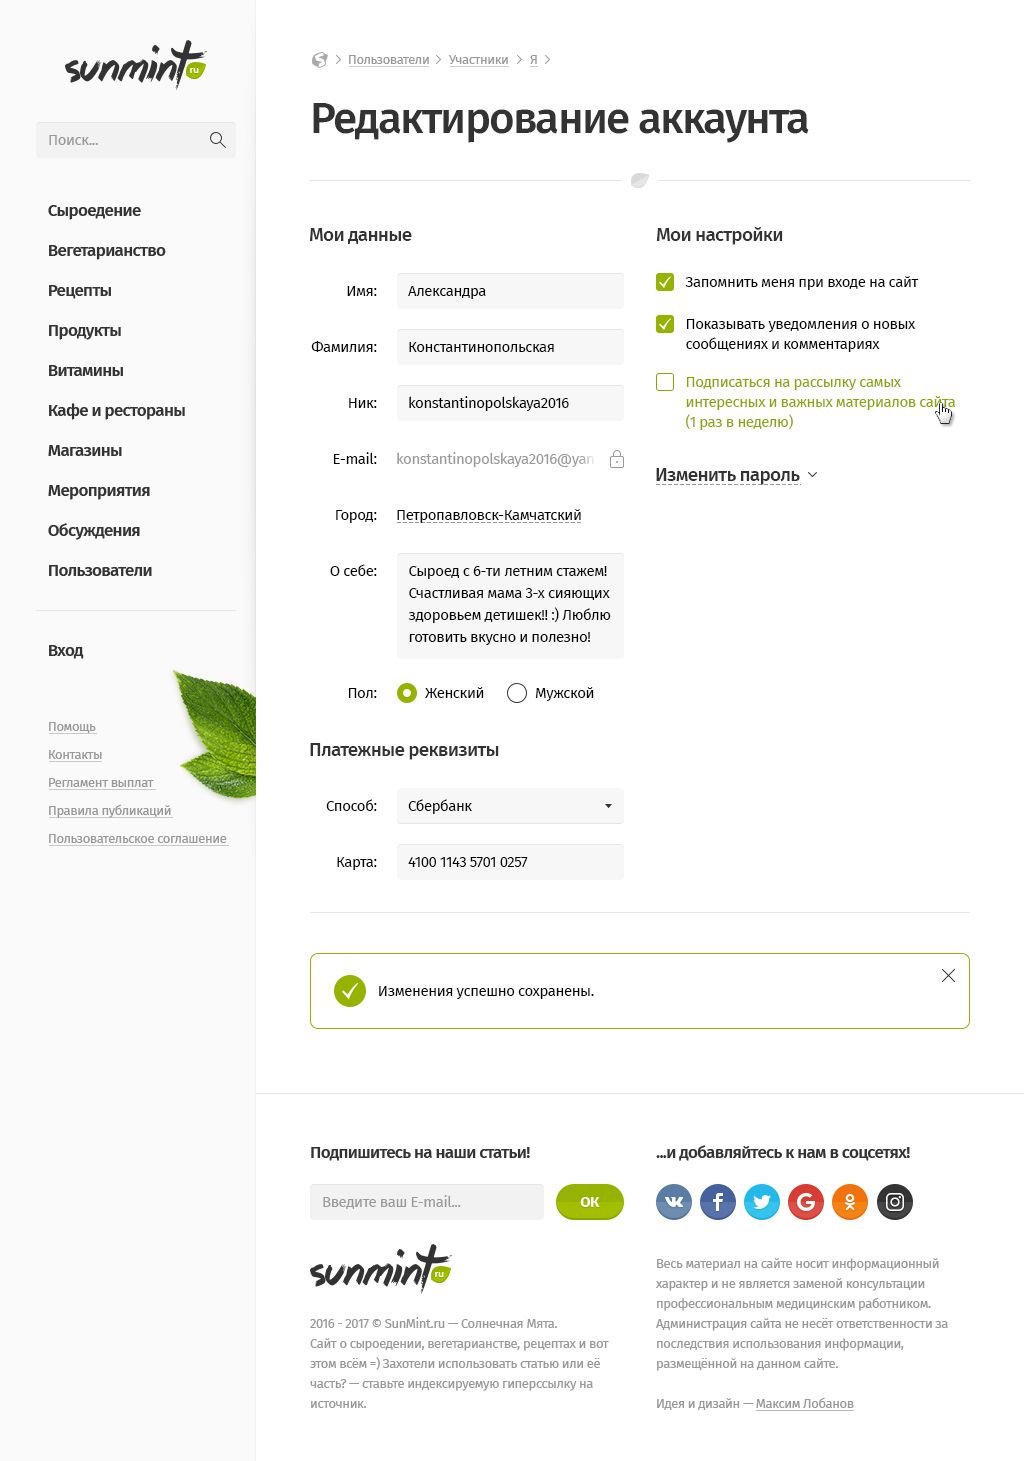 sunmint ru
Поиск...
Сыроедение
Вегетарианство
Рецепты
Продукты
Витамины
Кафе и рестораны
Магазины
Мероприятия
Обсуждения
Пользователи
Вход
Помощь
Контакты
Регламент выплат
Правила публикаций
Пользовательское соглашение
Пользователи Участники Я
Редактирование аккаунта
Мои данные
Имя: Александра
Фамилия: Константинопольская
Ник: konstantinopolskaya2016
E-mail: konstantinopolskaya2016@yan
Город: Петропавловск-Камчатский
О себе: Сыроед с 6-ти летним стажем!
Счастливая мама 3-х сияющих
здоровьем детишек!! :) Люблю
готовить вкусно и полезно!
Пол: Женский Мужской
Платежные реквизиты
Способ: Сбербанк
Карта: 4100 1143 5701 0257
Мои настройки
Запомнить меня при входе на сайт
Показывать уведомления о новых
сообщениях и комментариях
Подписаться на рассылку самых
интересных и важных материалов сайта
(1 раз в неделю)
Изменить пароль
Изменения успешно сохранены.
Подпишитесь на наши статьи!
Введите ваш E-mail... ОК
sunmint ru
2016 - 2017 © SunMint.ru — Солнечная Мята.
Сайт о сыроедении, вегетарианстве, рецептах и вот
этом всём =) Захотели использовать статью или её
часть? — ставьте индексируемую гиперссылку на
источник.
...и добавляйтесь к нам в соцсетях!
Весь материал на сайте носит информационный
характер и не является заменой консультации
профессиональным медицинским работником.
Администрация сайта не несёт ответственности за
последствия использования информации,
размещённой на данном сайте.
Идея и дизайн — Максим Лобанов